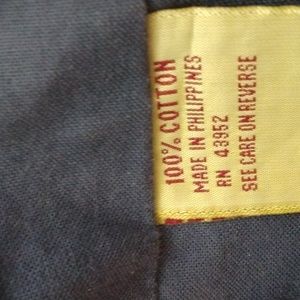 100% COTTON
MADE IN PHILIPPINES
RN 43952
SEE CARE ON REVERSE